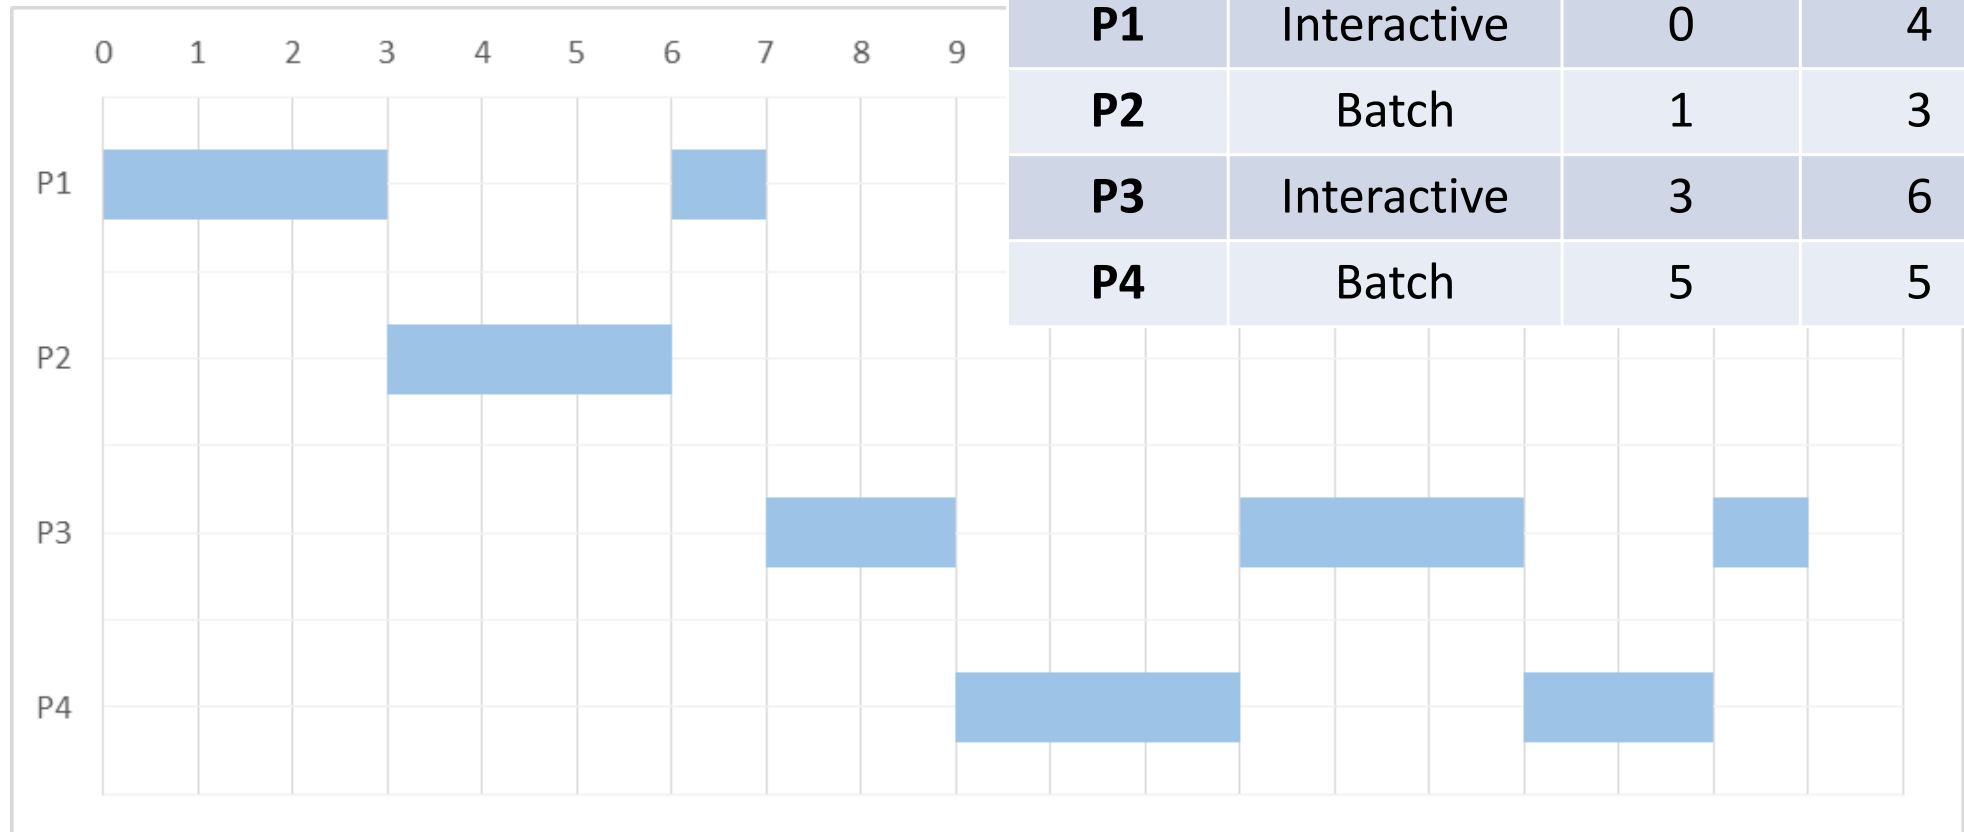 0 1 2 3 4 5 6 7 8 9
P1 Interactive 0 4
P2 Batch 1 3
P3 Interactive 3 6
P4 Batch 5 5
P1
P2
P3
P4